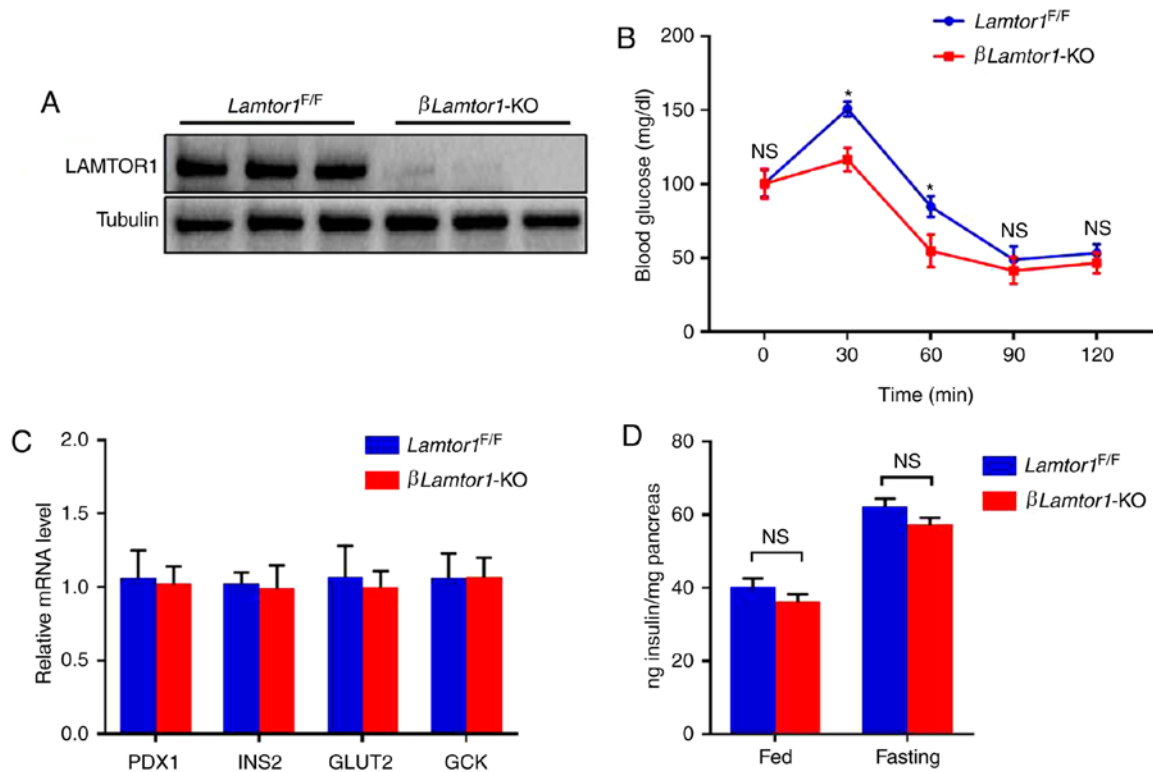 A
Lamtor1F/F
βLamtor1-KO
LAMTOR1
Tubulin
B
Lamtor1F/F
βLamtor1-KO
Blood glucose (mg/dl)
200
150
100
50
0
NS
*
*
NS
NS
0 30 60 90 120
Time (min)
C
Lamtor1F/F
βLamtor1-KO
Relative mRNA level
2.0
1.5
1.0
0.5
0.0
PDX1 INS2 GLUT2 GCK
D
Lamtor1F/F
βLamtor1-KO
ng insulin/mg pancreas
80
60
40
20
0
NS
NS
Fed Fasting